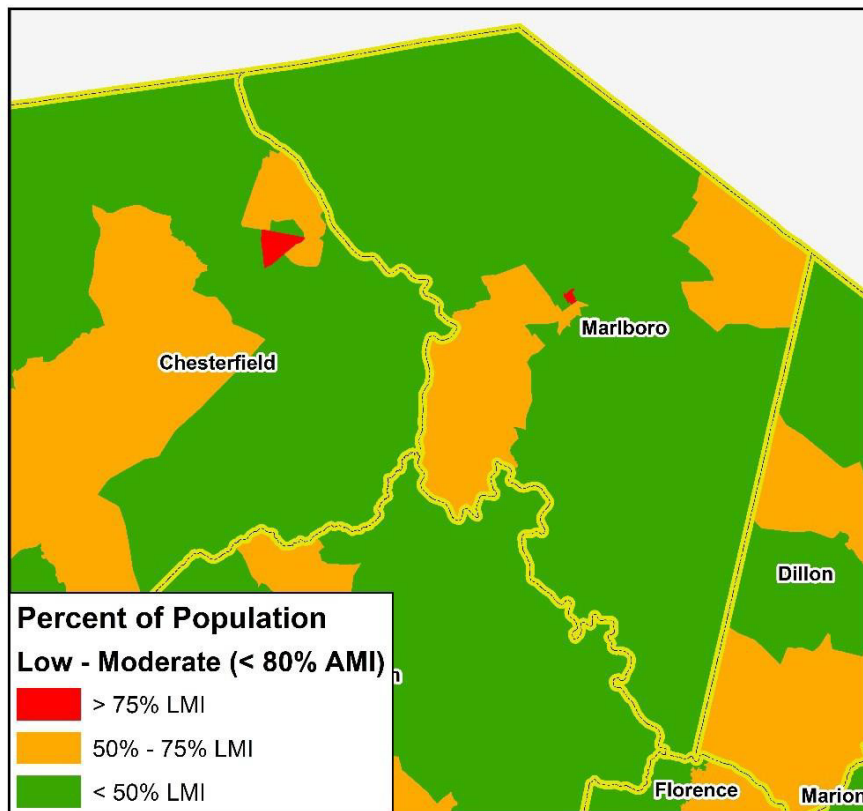 Marlboro
Chesterfield
Dillon
Percent of Population
Low - Moderate (< 80% AMI)
> 75% LMI
50% - 75% LMI
< 50% LMI
Florence
Marion